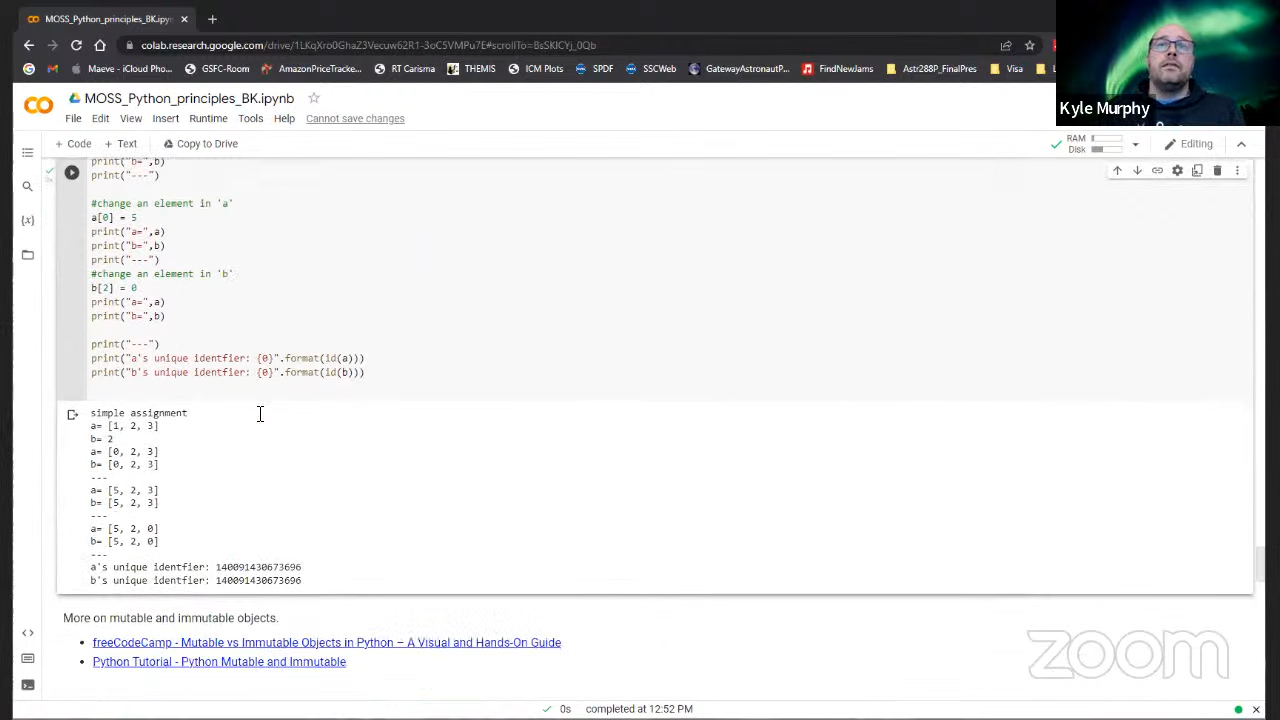 MOSS_Python_principles_BK.ipynb
colab.research.google.com/drive/1LKqXro0GhaZ3Vecuw62R1-3oC5VMPu7E#scrollTo=BsSKlCYj_0Qb
Maeve - iCloud Pho...
GSFC-Room
AmazonPriceTracke...
RT Carisma
THEMIS
ICM Plots
SPDF
SSCWeb
GatewayAstronautP...
FindNewJams
Astr288P_FinalPres
Visa
Kyle Murphy
MOSS_Python_principles_BK.ipynb
File Edit View Insert Runtime Tools Help Cannot save changes
+ Code + Text Copy to Drive
RAM
Disk
Editing
print("b=",b)
print("---")
#change an element in 'a'
a[0] = 5
print("a=",a)
print("b=",b)
print("---")
#change an element in 'b'
b[2] = 0
print("a=",a)
print("b=",b)
print("---")
print("a's unique identfier: {0}".format(id(a)))
print("b's unique identfier: {0}".format(id(b)))
simple assignment
a= [1, 2, 3]
b= 2
a= [0, 2, 3]
b= [0, 2, 3]
---
a= [5, 2, 3]
b= [5, 2, 3]
---
a= [5, 2, 0]
b= [5, 2, 0]
---
a's unique identfier: 140091430673696
b's unique identfier: 140091430673696
More on mutable and immutable objects.
freeCodeCamp - Mutable vs Immutable Objects in Python – A Visual and Hands-On Guide
Python Tutorial - Python Mutable and Immutable
zoom
0s completed at 12:52 PM